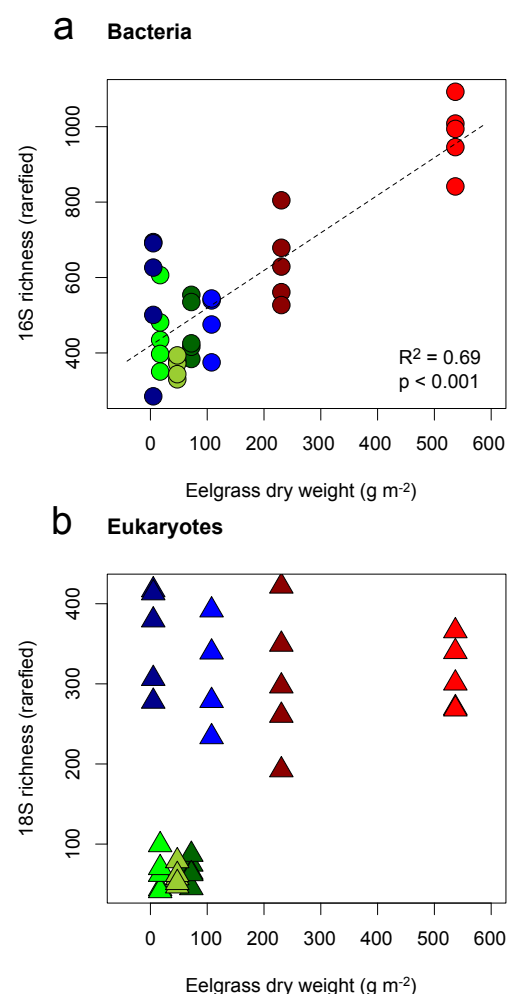 a Bacteria
1000
800
600
400
16S richness (rarefied)
R2 = 0.69
p < 0.001
0 100 200 300 400 500 600
Eelgrass dry weight (g m-2)
b Eukaryotes
400
300
200
100
18S richness (rarefied)
0 100 200 300 400 500 600
Eelgrass dry weight (g m-2)